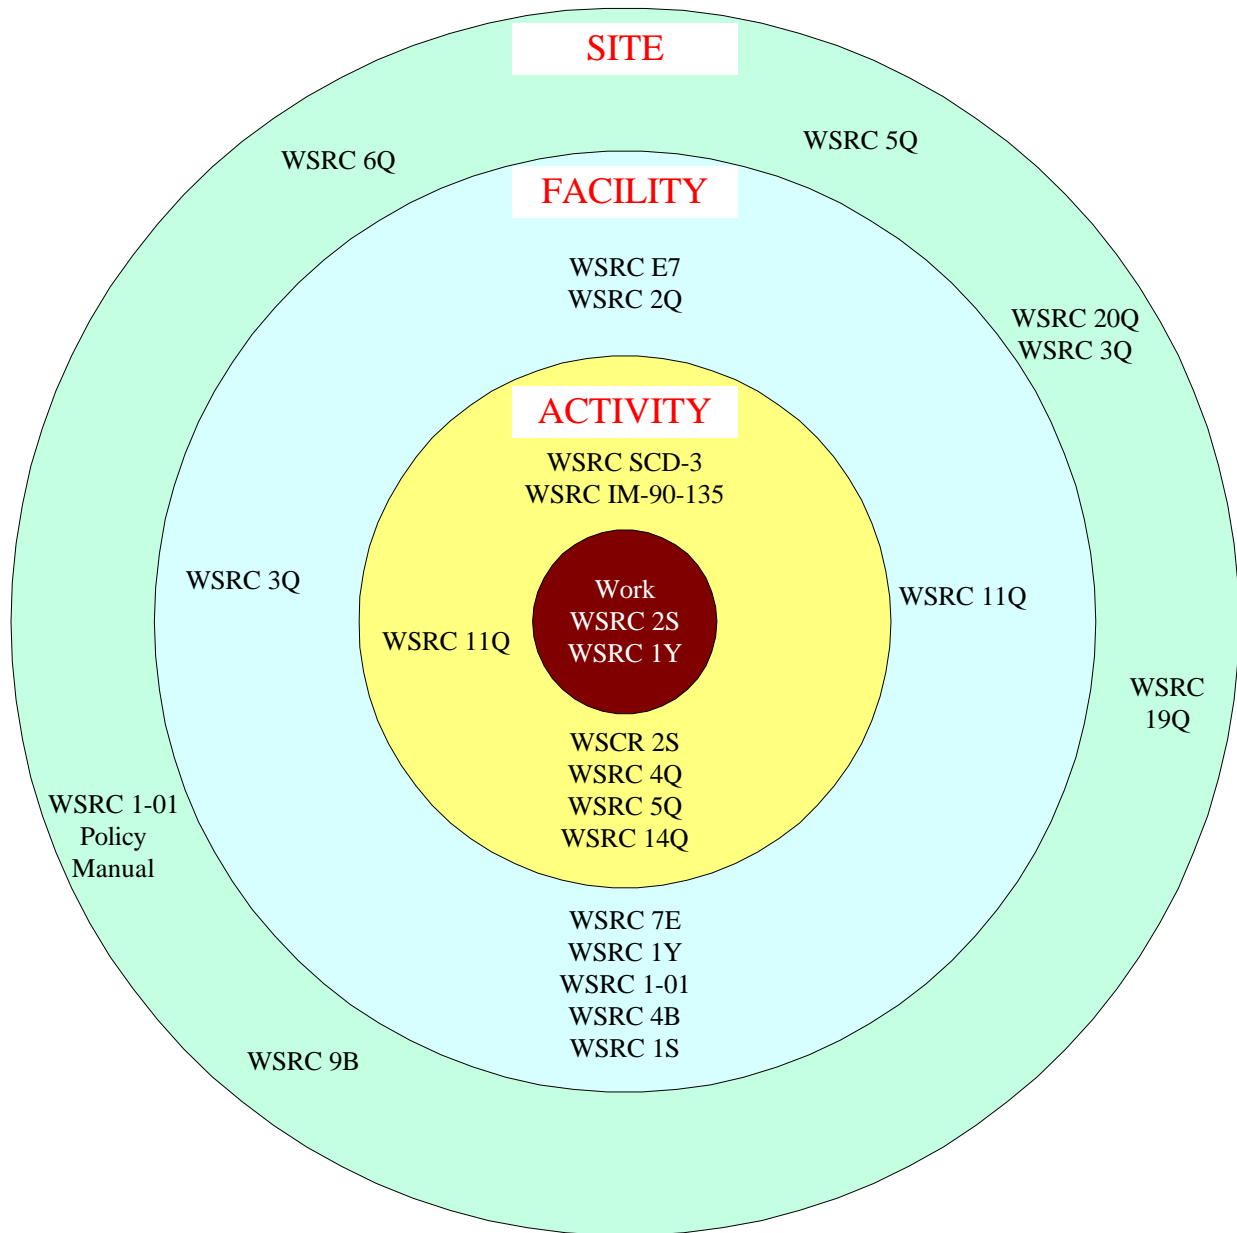 SITE
WSRC 5Q
WSRC 6Q
FACILITY
WSRC E7
WSRC 2Q
WSRC 20Q
WSRC 3Q
ACTIVITY
WSRC SCD-3
WSRC IM-90-135
WSRC 3Q
Work
WSRC 2S
WSRC 1Y
WSRC 11Q
WSRC 11Q
WSRC
19Q
WSCR 2S
WSRC 4Q
WSRC 5Q
WSRC 14Q
WSRC 1-01
Policy
Manual
WSRC 7E
WSRC 1Y
WSRC 1-01
WSRC 4B
WSRC 1S
WSRC 9B